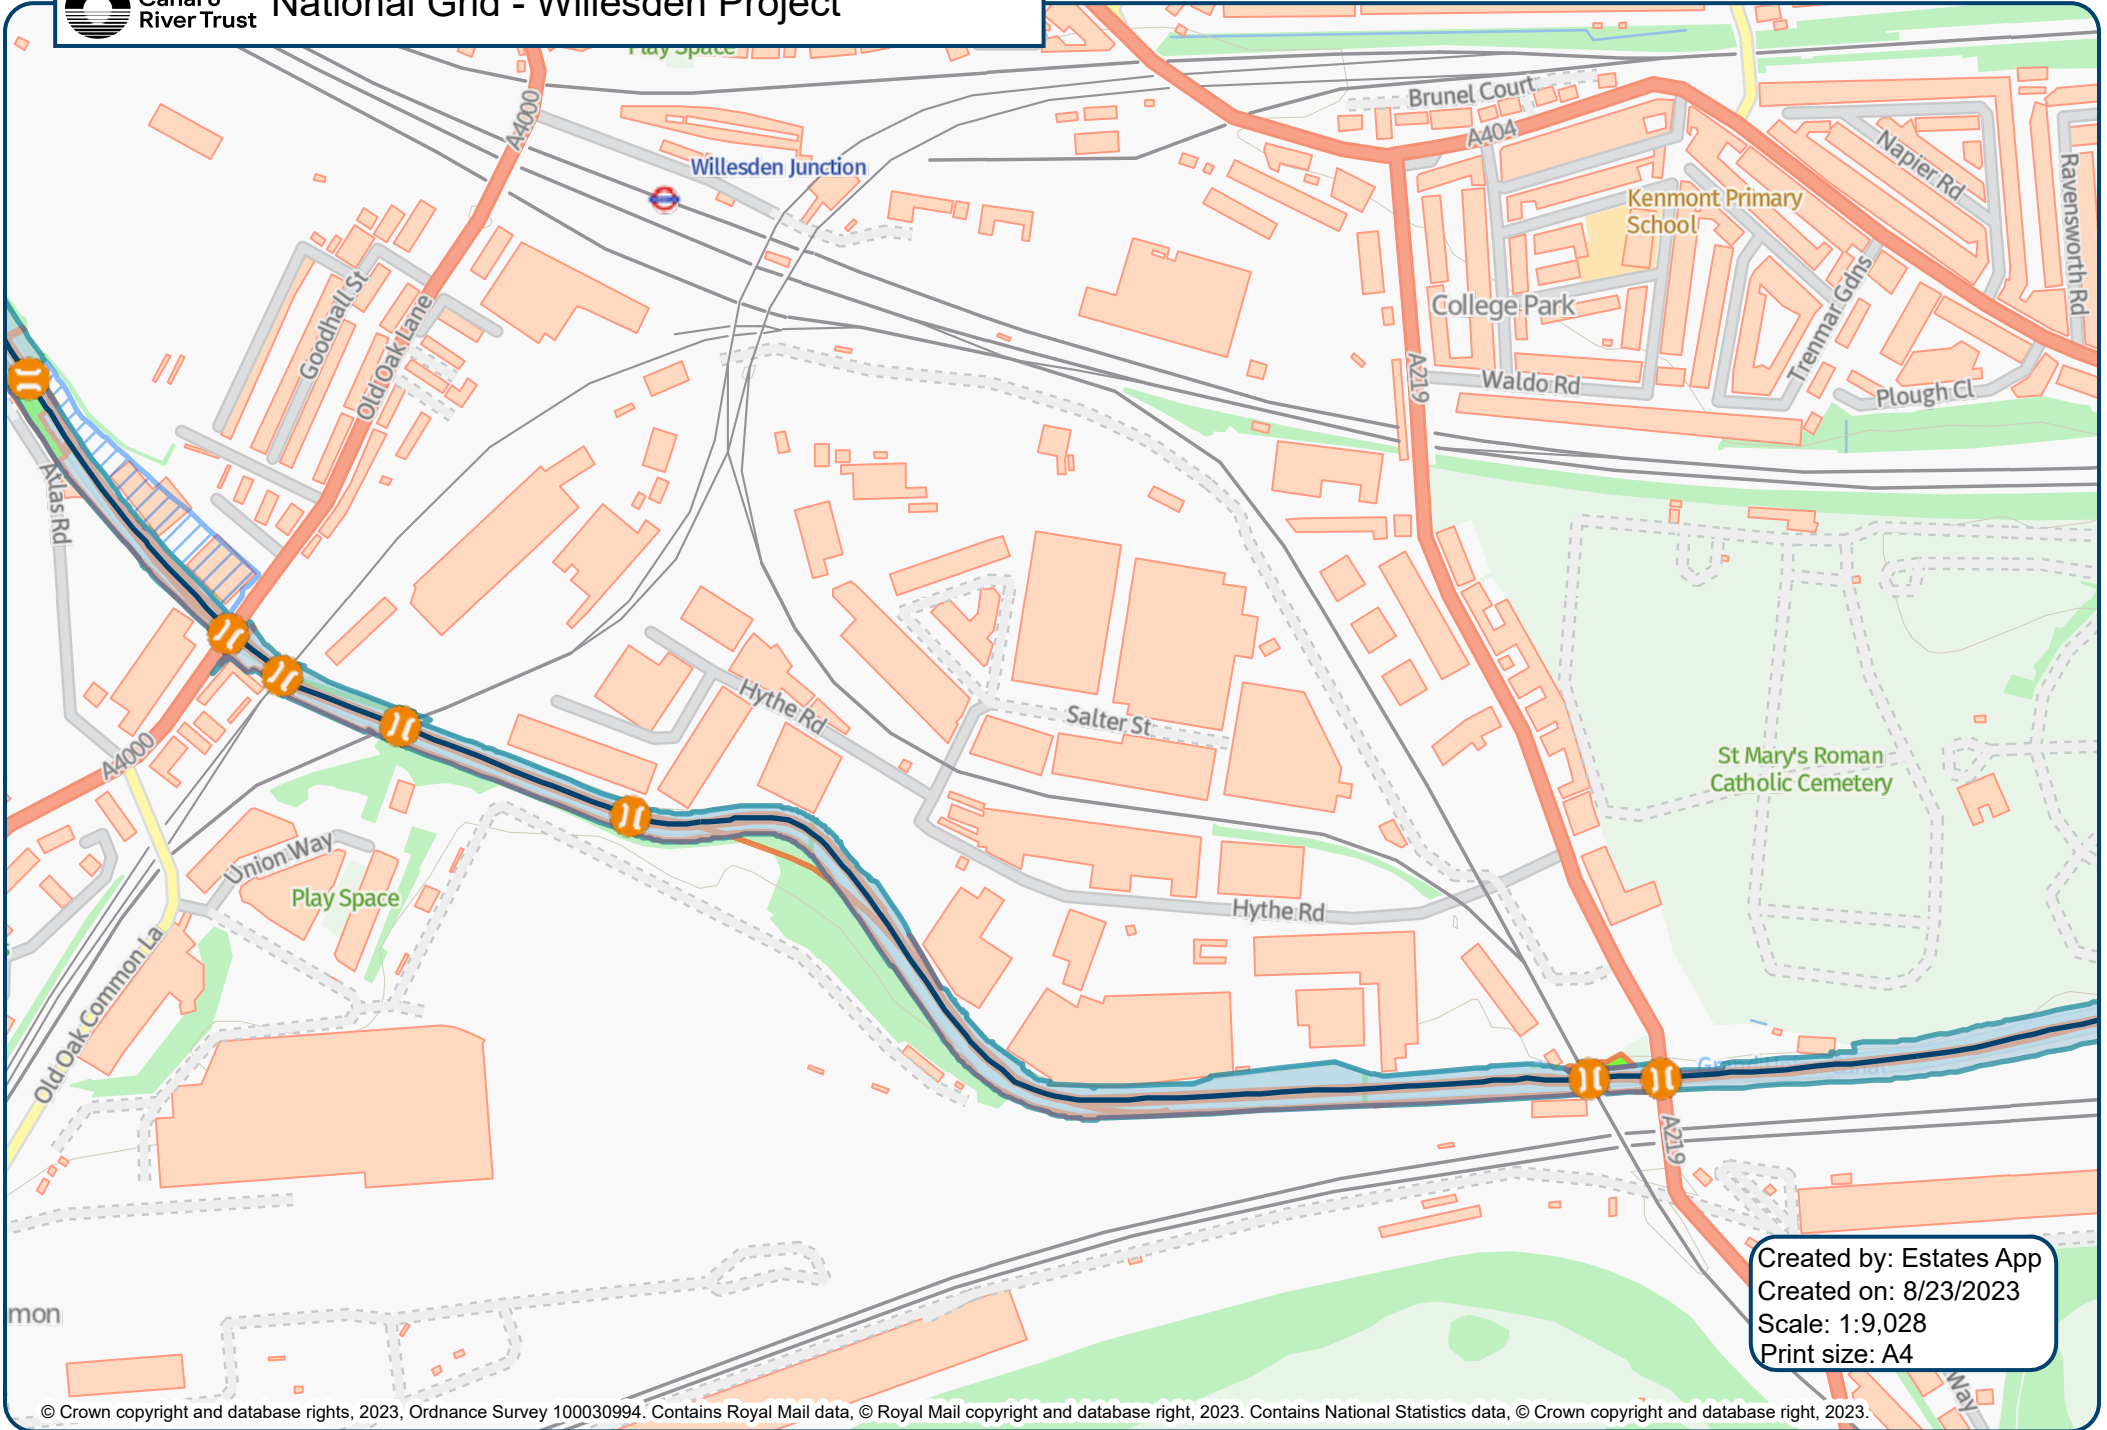 Canal &
River Trust
National Grid - Willesden Project
Play Space
A4000
Willesden Junction
Brunel Court
A404
Napier Rd
Ravensworth Rd
Kenmont Primary
School
College Park
Trenmar Gdns
Goodhall St
Old Oak Lane
A219
Waldo Rd
Plough Cl
Atlas Rd
Hythe Rd
Salter St
St Mary's Roman
Catholic Cemetery
A4000
Union Way
Play Space
Hythe Rd
Old Oak Common La
A219
mon
Way
Created by: Estates App
Created on: 8/23/2023
Scale: 1:9,028
Print size: A4
© Crown copyright and database rights, 2023, Ordnance Survey 100030994. Contains Royal Mail data, © Royal Mail copyright and database right, 2023. Contains National Statistics data, © Crown copyright and database right, 2023.